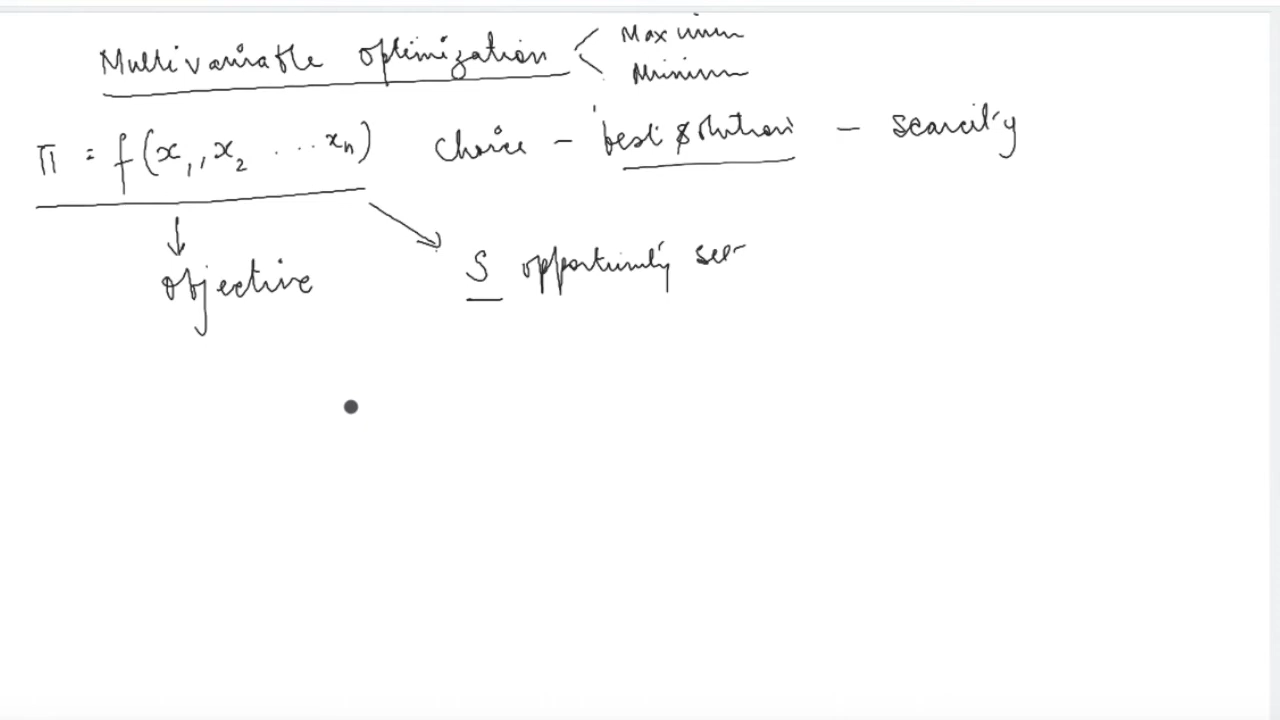 Multivariable optimization
Maximum
Minimum
π = f(x₁, x₂ ... xₙ) choice - 'best solution' - scarcity
objective
S opportunity set